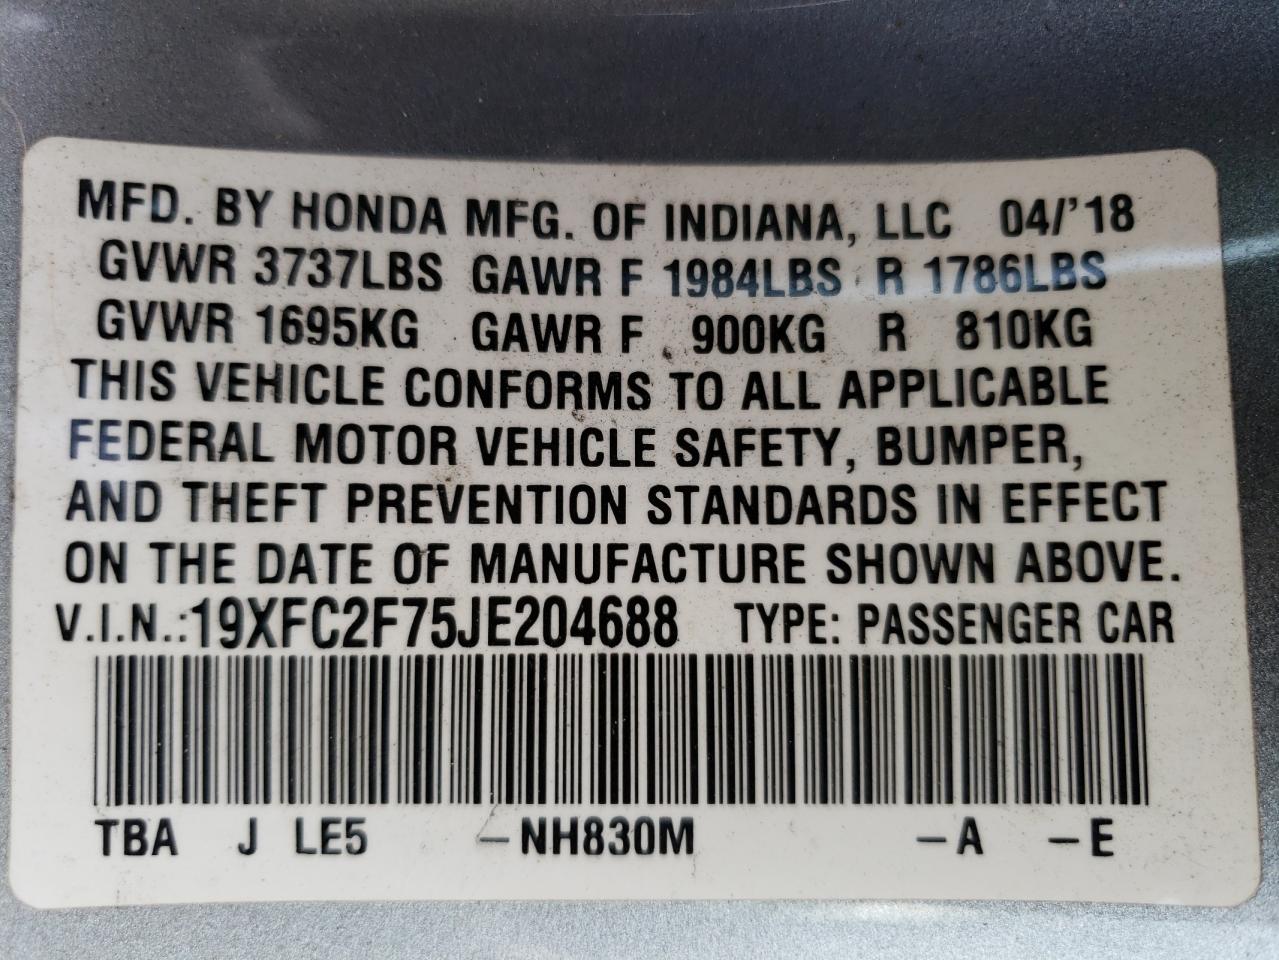 MFD. BY HONDA MFG. OF INDIANA, LLC 04/'18
GVWR 3737LBS GAWR F 1984LBS R 1786LBS
GVWR 1695KG GAWR F 900KG R 810KG
THIS VEHICLE CONFORMS TO ALL APPLICABLE
FEDERAL MOTOR VEHICLE SAFETY, BUMPER,
AND THEFT PREVENTION STANDARDS IN EFFECT
ON THE DATE OF MANUFACTURE SHOWN ABOVE.
V.I.N.:19XFC2F75JE204688 TYPE: PASSENGER CAR
TBA J LE5 –NH830M –A –E